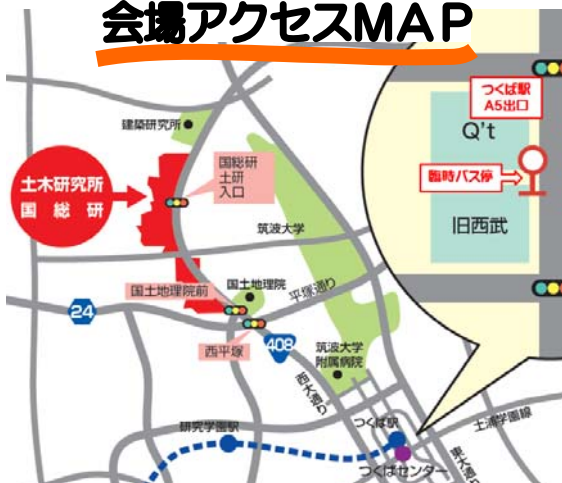 会場アクセスMAP
つくば駅
A5出口
Q't
臨時バス停
旧西武
建築研究所
国総研
土研
入口
土木研究所
国総研
筑波大学
国土地理院前
国土地理院
平塚通り
24
408
西平塚
筑波大学
附属病院
西大通り
研究学園駅
つくば駅
つくばセンター
土浦学園線
東大通り